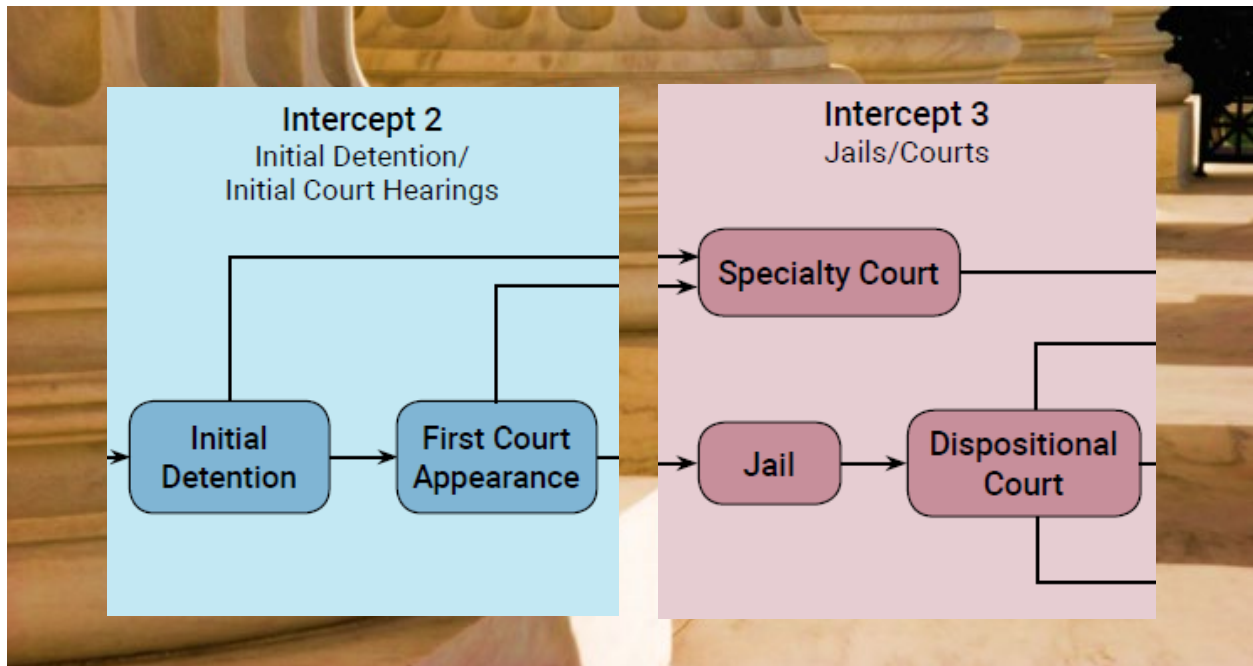 Intercept 2
Initial Detention/
Initial Court Hearings
Initial
Detention
First Court
Appearance
Intercept 3
Jails/Courts
Specialty Court
Jail
Dispositional
Court